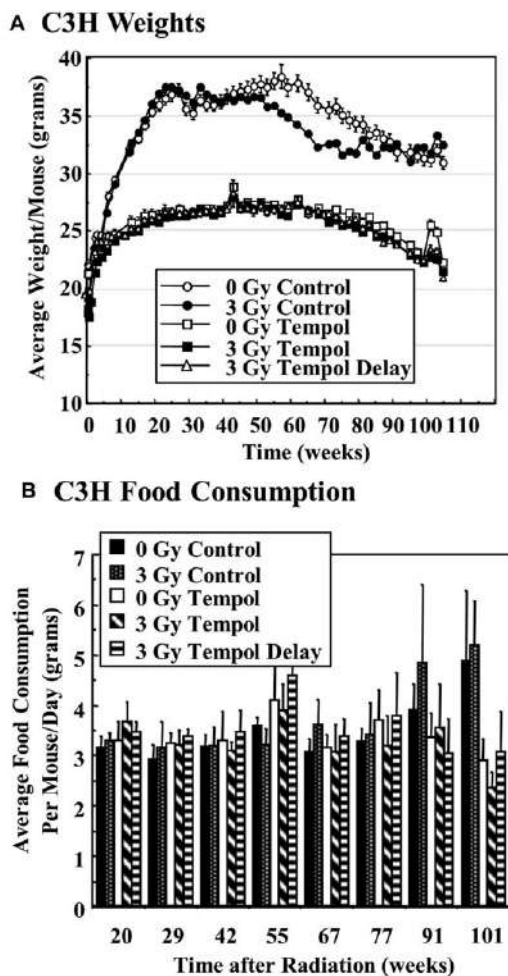 A C3H Weights
Average Weight/Mouse (grams)
40
35
30
25
20
15
10
0 Gy Control
3 Gy Control
0 Gy Tempol
3 Gy Tempol
3 Gy Tempol Delay
0 10 20 30 40 50 60 70 80 90 100 110
Time (weeks)
B C3H Food Consumption
Average Food Consumption
Per Mouse/Day (grams)
7
6
5
4
3
2
1
0
0 Gy Control
3 Gy Control
0 Gy Tempol
3 Gy Tempol
3 Gy Tempol Delay
20 29 42 55 67 77 91 101
Time after Radiation (weeks)